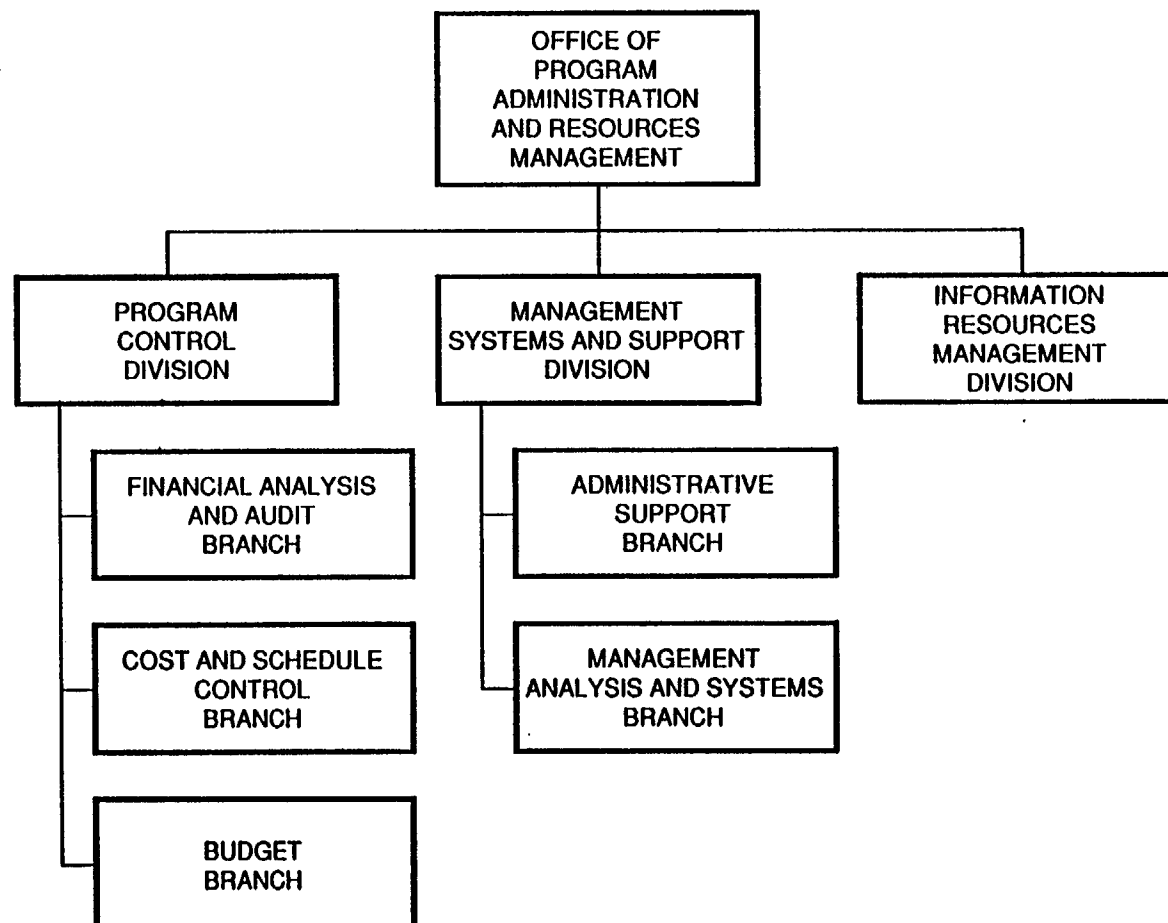 OFFICE OF
PROGRAM
ADMINISTRATION
AND RESOURCES
MANAGEMENT
PROGRAM
CONTROL
DIVISION
MANAGEMENT
SYSTEMS AND SUPPORT
DIVISION
INFORMATION
RESOURCES
MANAGEMENT
DIVISION
FINANCIAL ANALYSIS
AND AUDIT
BRANCH
ADMINISTRATIVE
SUPPORT
BRANCH
COST AND SCHEDULE
CONTROL
BRANCH
MANAGEMENT
ANALYSIS AND SYSTEMS
BRANCH
BUDGET
BRANCH